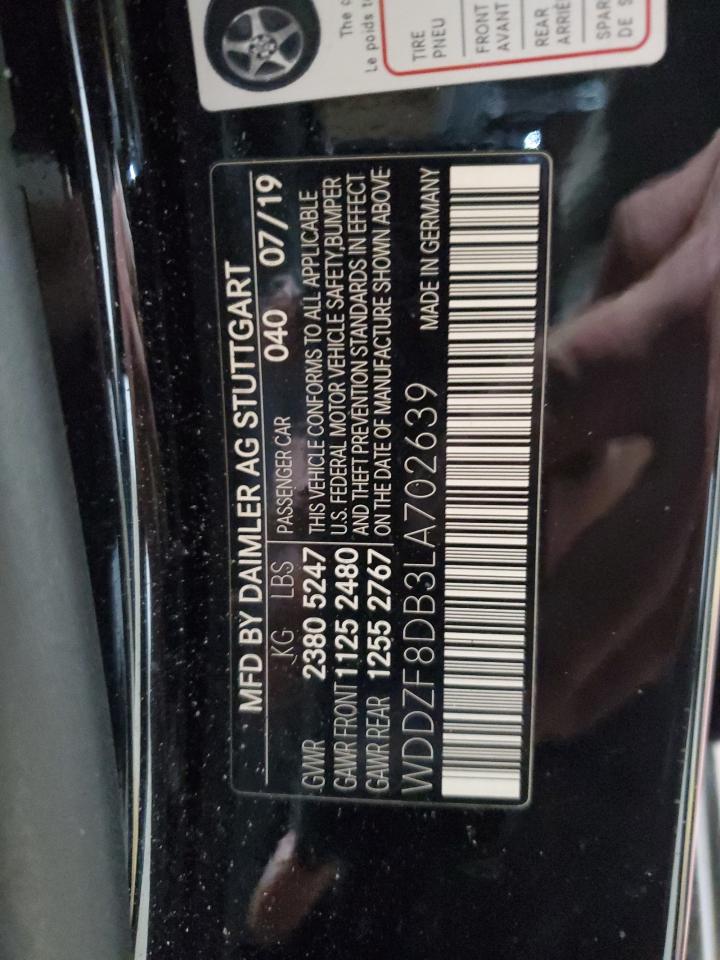 The
Le poids
TIRE
PNEU
FRONT
AVANT
REAR
SPAR
DE S
MFD BY DAIMLER AG STUTTGART
KG LBS PASSENGER CAR 040 07/19
GVWR 2380 5247 THIS VEHICLE CONFORMS TO ALL APPLICABLE
GAWR FRONT 1125 2480 U.S. FEDERAL MOTOR VEHICLE SAFETY,BUMPER
GAWR REAR 1255 2767 AND THEFT PREVENTION STANDARDS IN EFFECT
ON THE DATE OF MANUFACTURE SHOWN ABOVE
WDDZF8DB3LA702639 MADE IN GERMANY